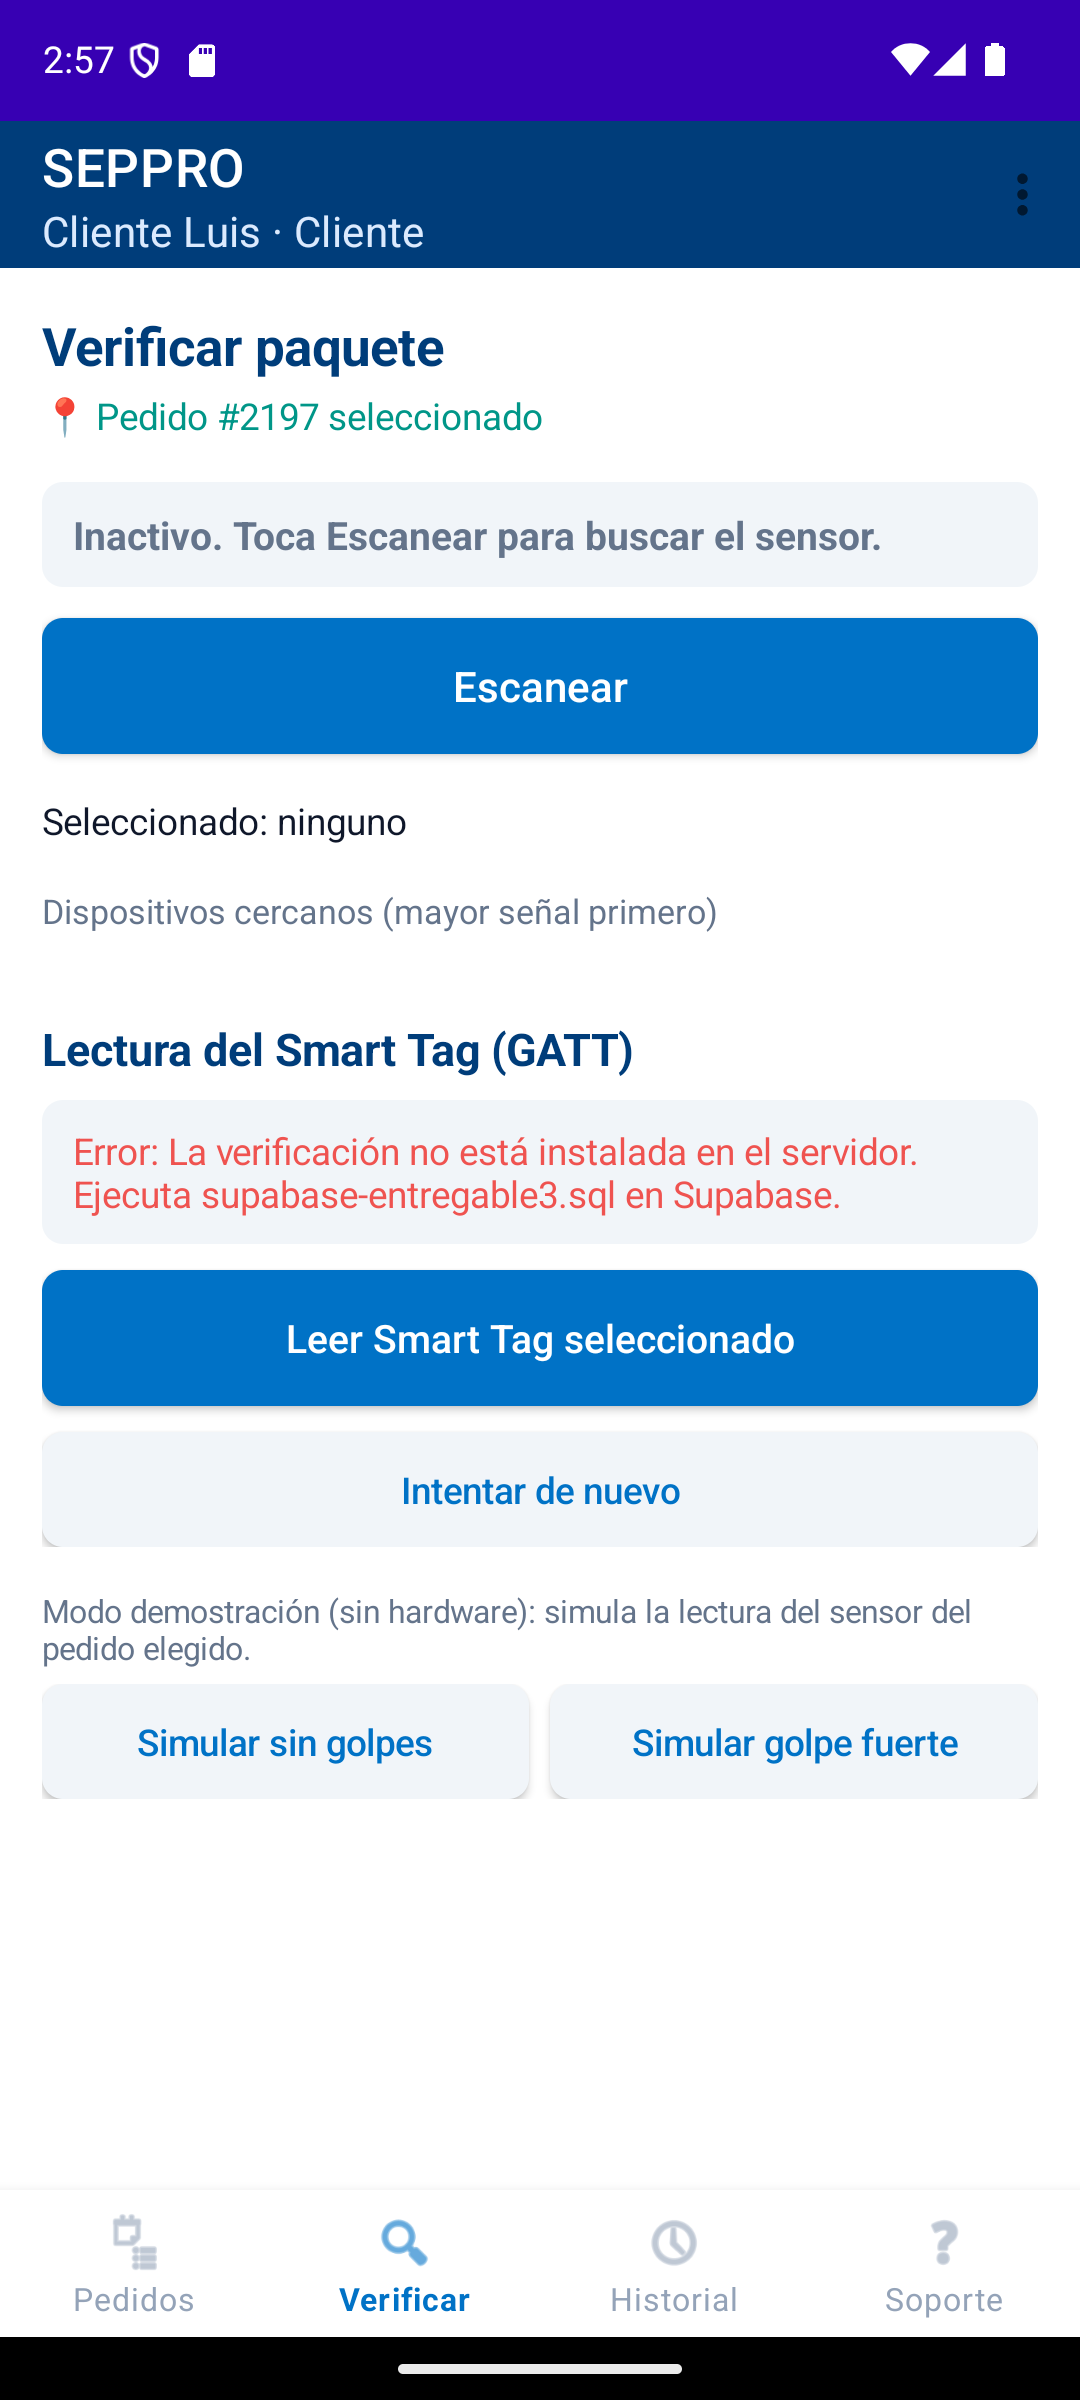 2:57
SEPPRO
Cliente Luis · Cliente
Verificar paquete
📍 Pedido #2197 seleccionado
Inactivo. Toca Escanear para buscar el sensor.
Escanear
Seleccionado: ninguno
Dispositivos cercanos (mayor señal primero)
Lectura del Smart Tag (GATT)
Error: La verificación no está instalada en el servidor.
Ejecuta supabase-entregable3.sql en Supabase.
Leer Smart Tag seleccionado
Intentar de nuevo
Modo demostración (sin hardware): simula la lectura del sensor del
pedido elegido.
Simular sin golpes
Simular golpe fuerte
Pedidos
Verificar
Historial
Soporte